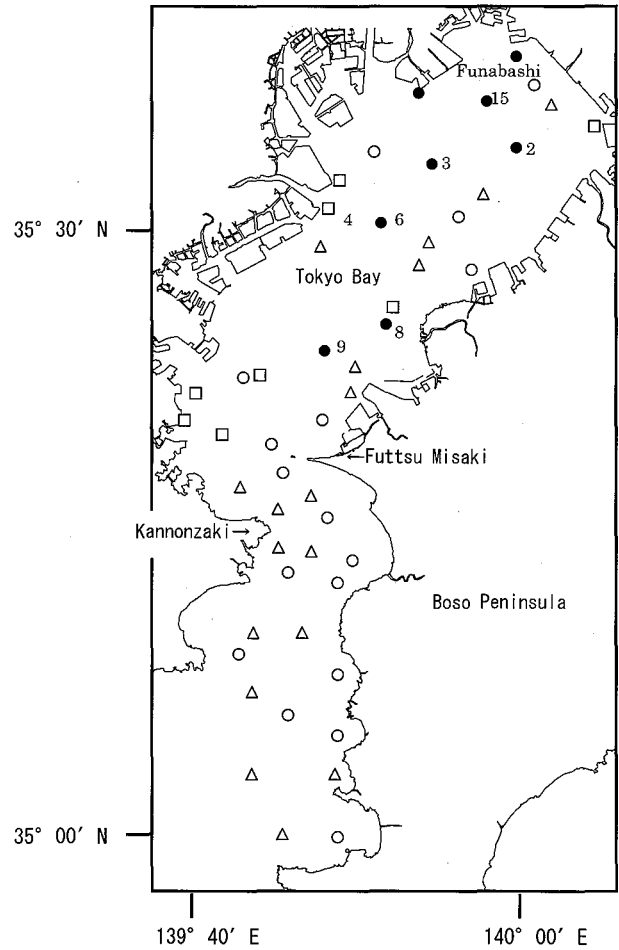 Funabashi
15
2
3
35° 30′ N
4
6
Tokyo Bay
8
9
←Futtsu Misaki
Kannonzaki→
Boso Peninsula
35° 00′ N
139° 40′ E
140° 00′ E